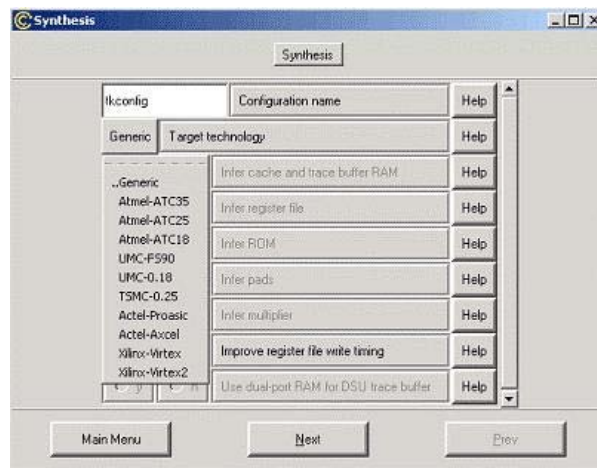 Synthesis
Synthesis
tkconfig Configuration name Help
Generic Target technology Help
Infer cache and trace buffer RAM Help
..Generic
Atmel-ATC35
Infer register file Help
Atmel-ATC25
Atmel-ATC18
Infer ROM Help
UMC-FS90
UMC-0.18
Infer pads Help
TSMC-0.25
Actel-Proasic
Infer multiplier Help
Actel-Axcel
Xilinx-Virtex
Improve register file write timing Help
Xilinx-Virtex2
y n Use dual-port RAM for DSU trace buffer Help
Main Menu Next Prev